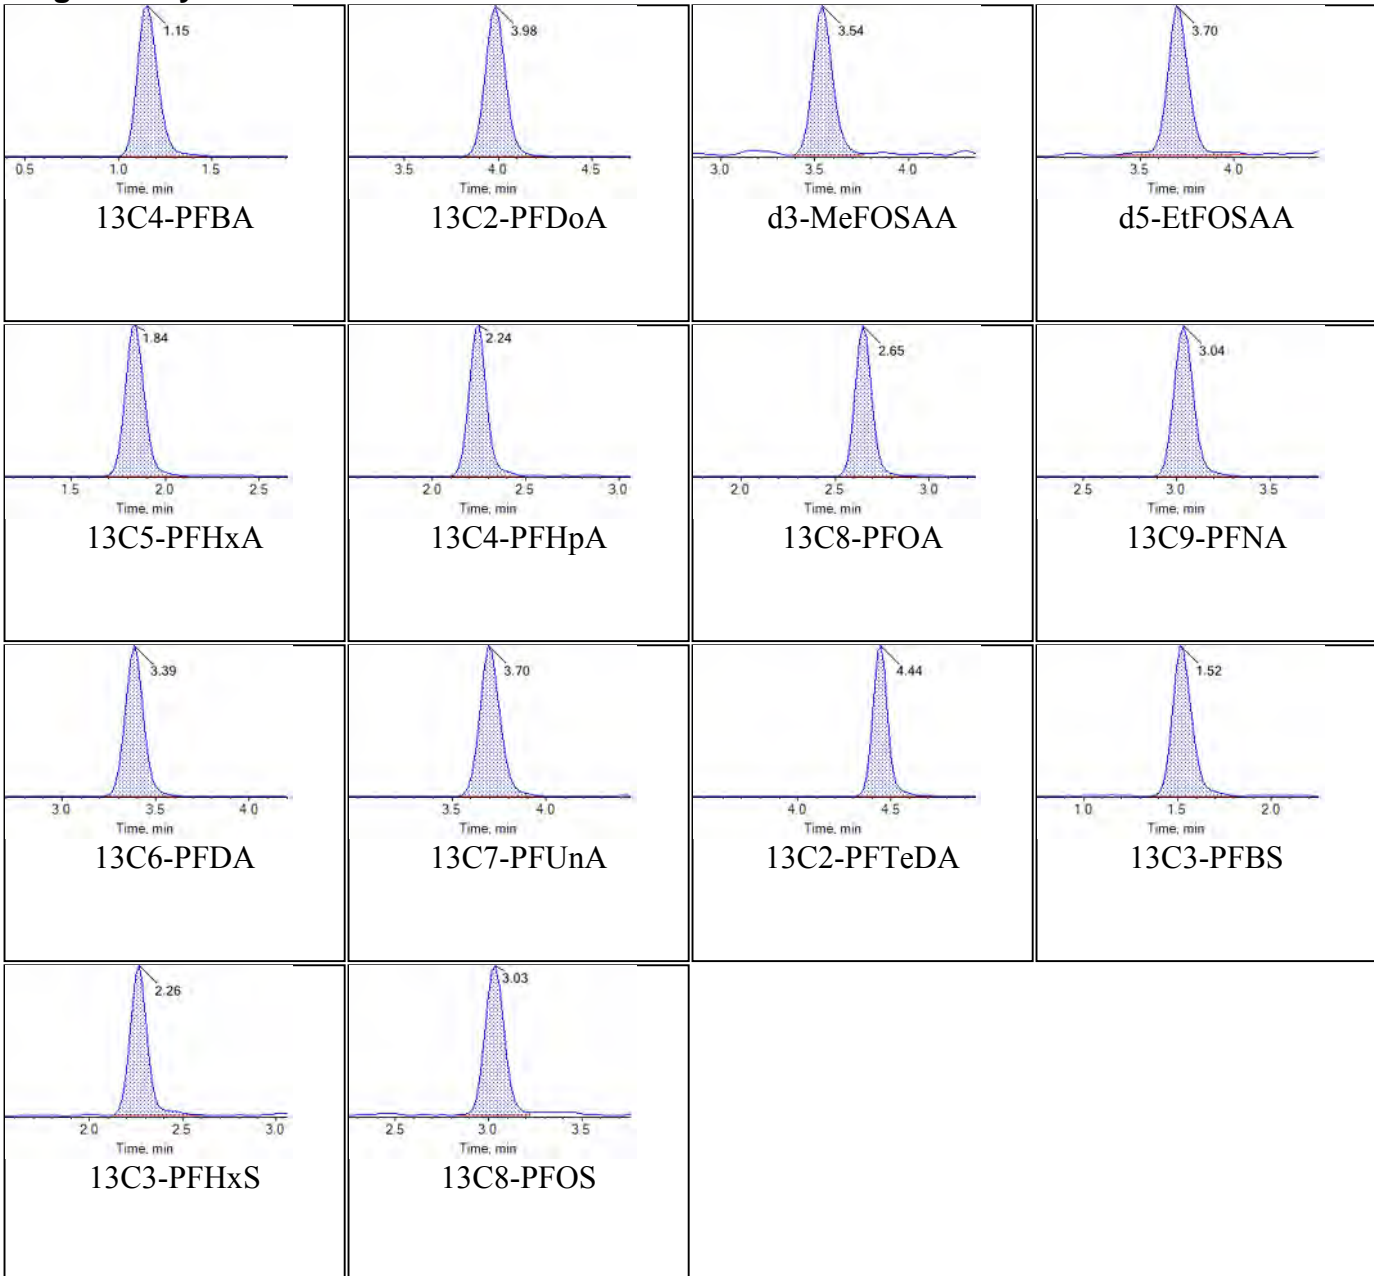 1.15
0.5 1.0 1.5
Time, min
13C4-PFBA
3.98
3.5 4.0 4.5
Time, min
13C2-PFDoA
3.54
3.0 3.5 4.0
Time, min
d3-MeFOSAA
3.70
3.5 4.0
Time, min
d5-EtFOSAA
1.84
1.5 2.0 2.5
Time, min
13C5-PFHxA
2.24
2.0 2.5 3.0
Time, min
13C4-PFHpA
2.65
2.0 2.5 3.0
Time, min
13C8-PFOA
3.04
2.5 3.0 3.5
Time, min
13C9-PFNA
3.39
3.0 3.5 4.0
Time, min
13C6-PFDA
3.70
3.5 4.0
Time, min
13C7-PFUnA
4.44
4.0 4.5
Time, min
13C2-PFTeDA
1.52
1.0 1.5 2.0
Time, min
13C3-PFBS
2.26
2.0 2.5 3.0
Time, min
13C3-PFHxS
3.03
2.5 3.0 3.5
Time, min
13C8-PFOS